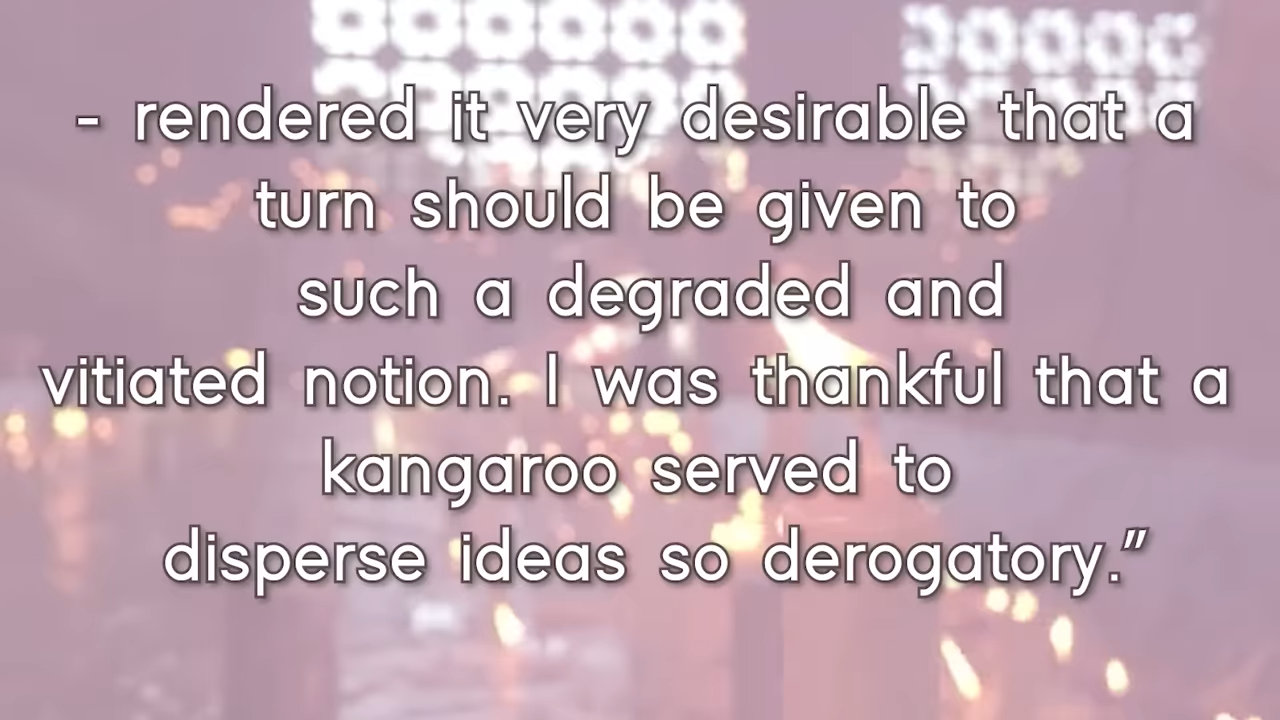 - rendered it very desirable that a
turn should be given to
such a degraded and
vitiated notion. I was thankful that a
kangaroo served to
disperse ideas so derogatory.”